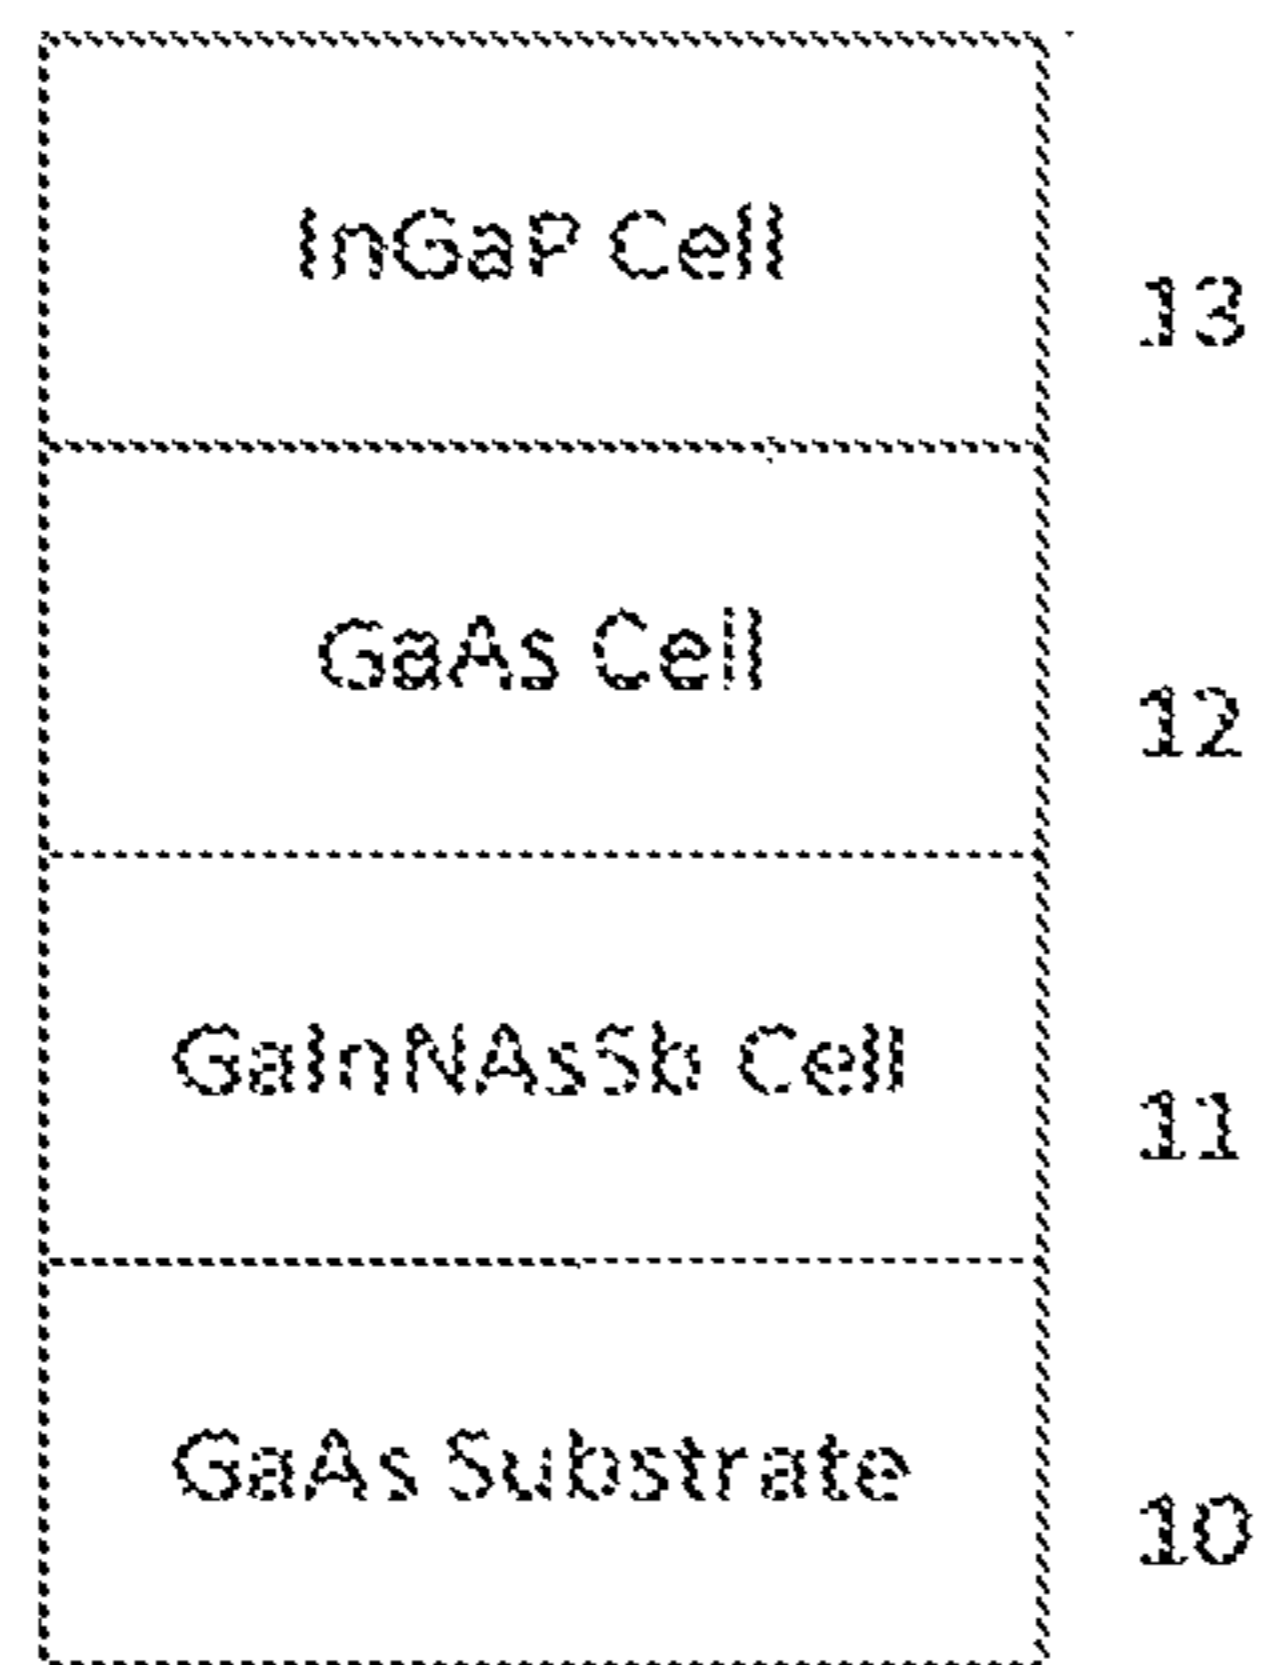 InGaP Cell
13
GaAs Cell
12
GaInNAsSb Cell
11
GaAs Substrate
10